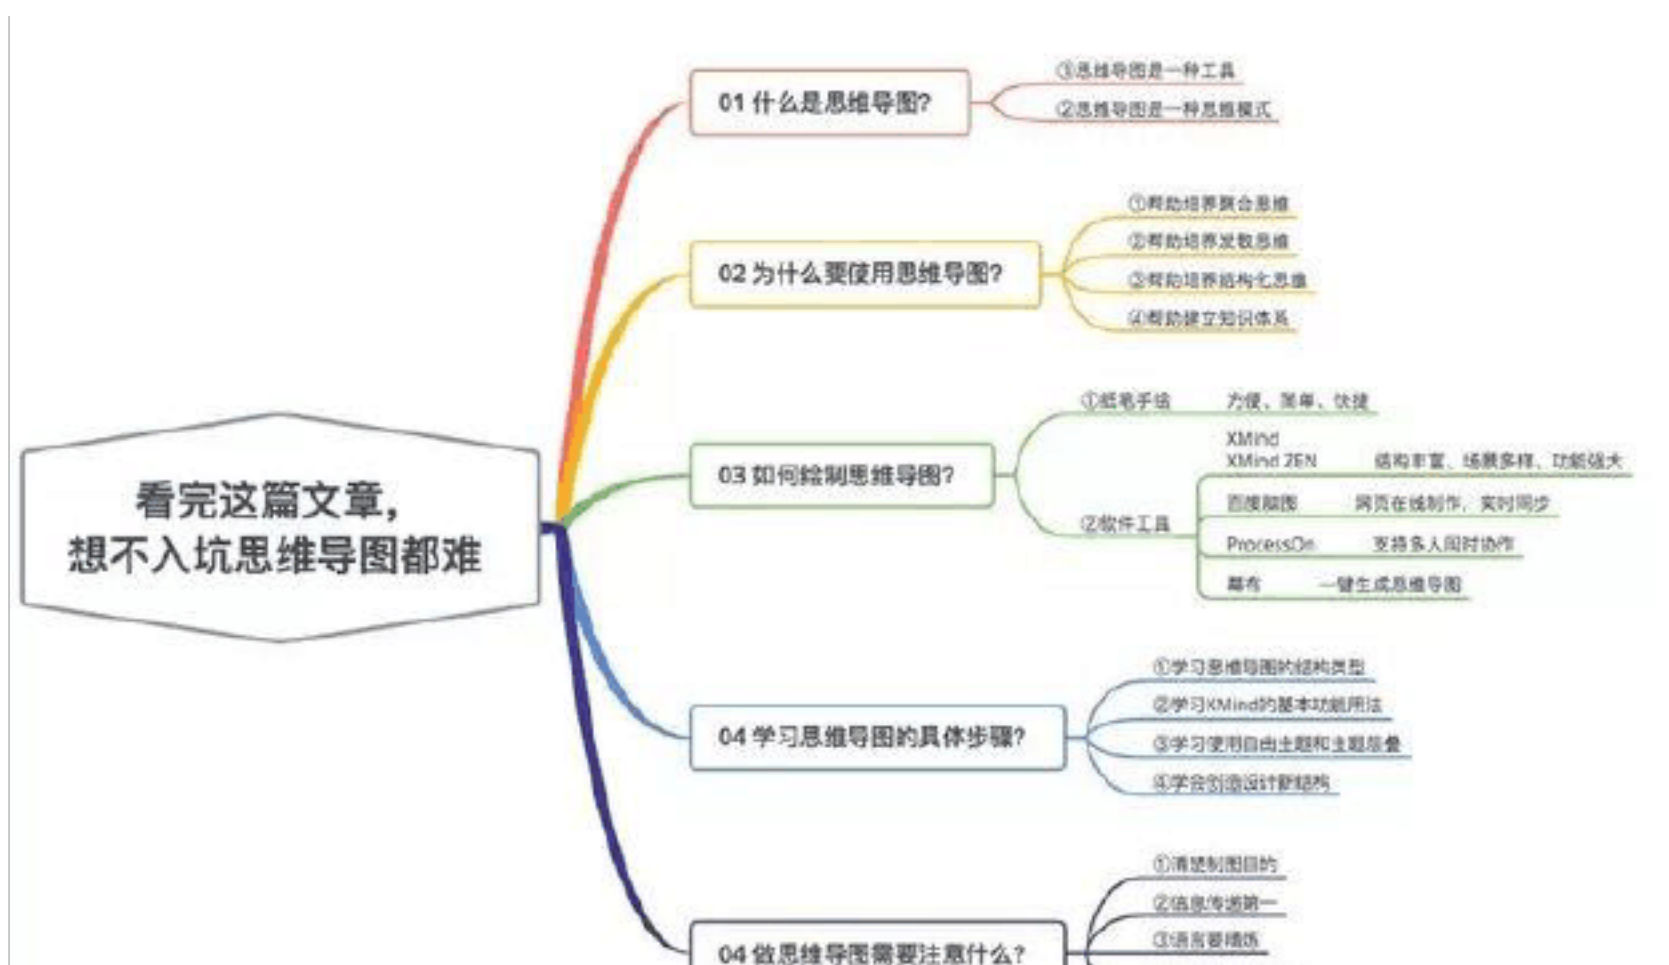 看完这篇文章，
想不入坑思维导图都难
01 什么是思维导图？
①思维导图是一种工具
②思维导图是一种思维模式
02 为什么要使用思维导图？
①帮助培养聚合思维
②帮助培养发散思维
③帮助培养结构化思维
④帮助建立知识体系
03 如何绘制思维导图？
①纸笔手绘 方便、简单、快捷
②软件工具
XMind
XMind ZEN 结构丰富、场景多样、功能强大
百度脑图 网页在线制作，实时同步
ProcessOn 支持多人同时协作
幕布 一键生成思维导图
04 学习思维导图的具体步骤？
①学习思维导图的结构类型
②学习XMind的基本功能用法
③学习使用自由主题和主题层叠
④学会创造设计新结构
04 做思维导图需要注意什么？
①清楚制图目的
②信息传递第一
③语言要精炼